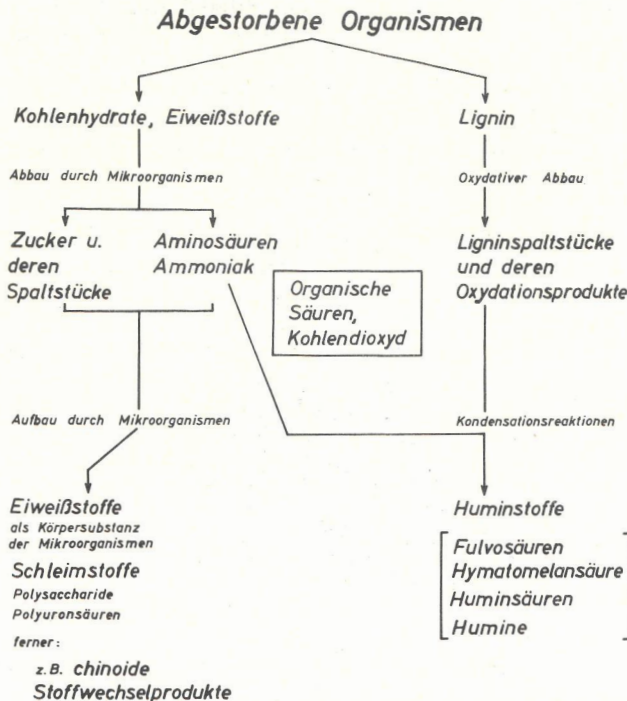 Abgestorbene Organismen
Kohlenhydrate, Eiweißstoffe
Lignin
Abbau durch Mikroorganismen
Oxydativer Abbau
Zucker u.
deren
Spaltstücke
Aminosäuren
Ammoniak
Organische
Säuren,
Kohlendioxyd
Ligninspaltstücke
und deren
Oxydationsprodukte
Aufbau durch Mikroorganismen
Kondensationsreaktionen
Eiweißstoffe
als Körpersubstanz
der Mikroorganismen
Schleimstoffe
Polysaccharide
Polyuronsäuren
ferner:
z.B. chinoide
Stoffwechselprodukte
Huminstoffe
Fulvosäuren
Hymatomelansäure
Huminsäuren
Humine